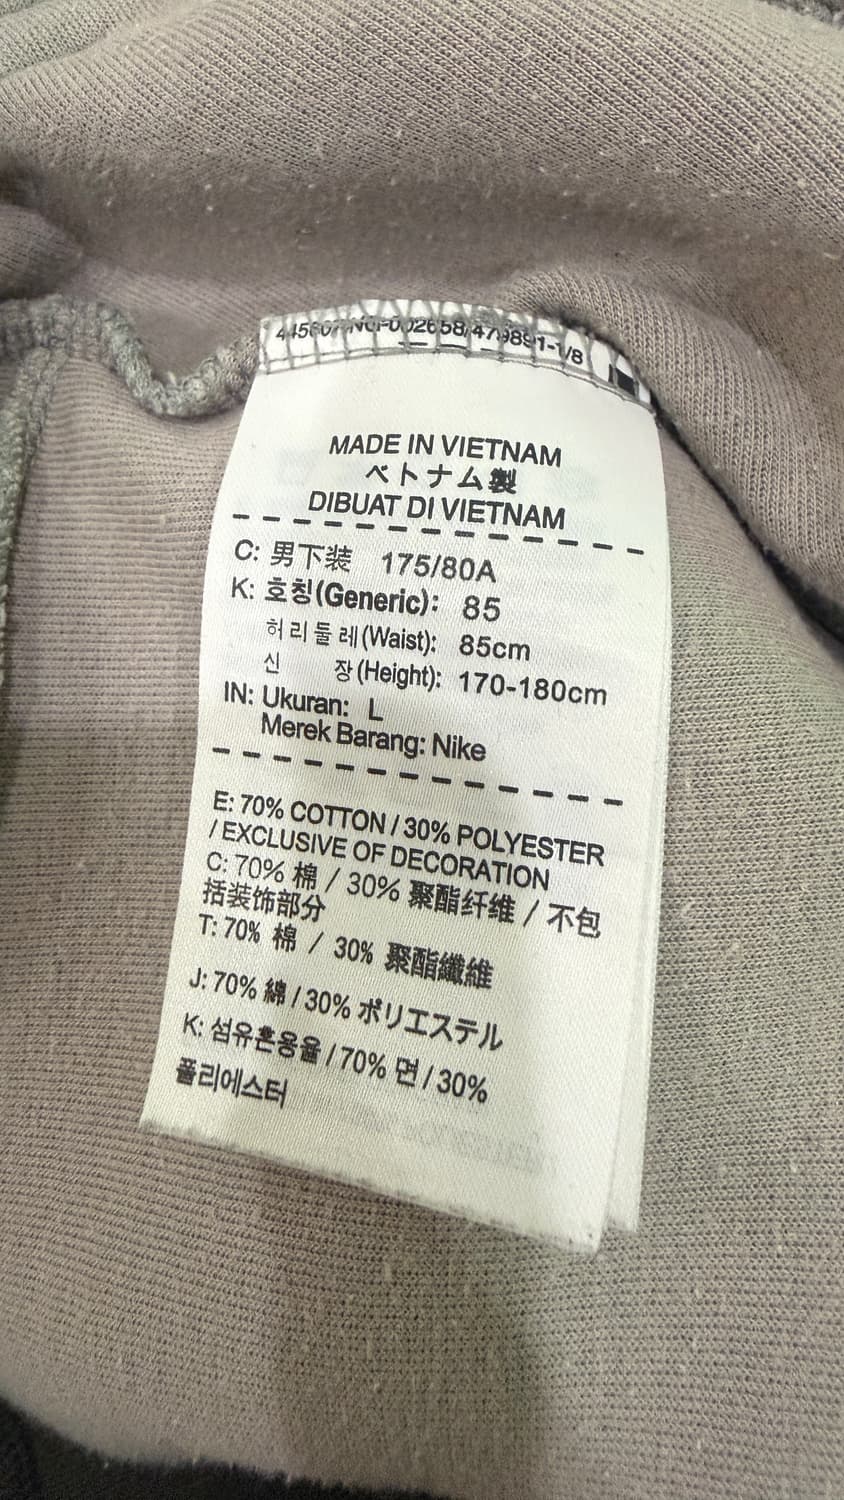 MADE IN VIETNAM
ベトナム製
DIBUAT DI VIETNAM
C: 男下装 175/80A
K: 호칭(Generic): 85
허리둘레(Waist): 85cm
신 장(Height): 170-180cm
IN: Ukuran: L
Merek Barang: Nike
E: 70% COTTON / 30% POLYESTER
/ EXCLUSIVE OF DECORATION
C: 70% 棉 / 30% 聚酯纤维 / 不包
括装饰部分
T: 70% 棉 / 30% 聚酯纖維
J: 70% 綿 / 30% ポリエステル
K: 섬유혼용율 / 70% 면 / 30%
폴리에스터